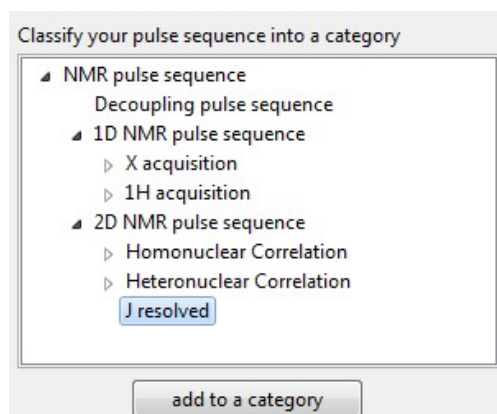 Classify your pulse sequence into a category
NMR pulse sequence
Decoupling pulse sequence
1D NMR pulse sequence
X acquisition
1H acquisition
2D NMR pulse sequence
Homonuclear Correlation
Heteronuclear Correlation
J resolved
add to a category